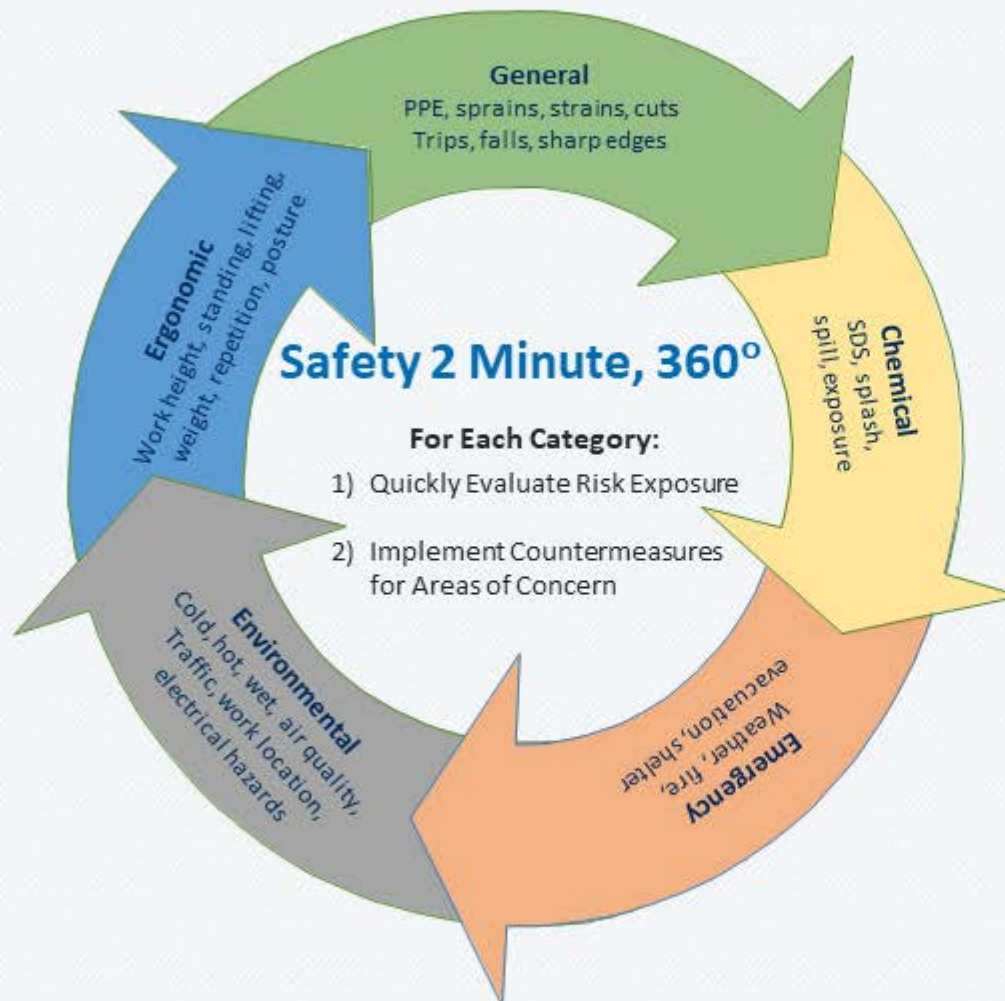 General
PPE, sprains, strains, cuts
Trips, falls, sharp edges
Chemical
SDS, splash,
spill, exposure
Emergency
Weather, fire,
evacuation, shelter
Environmental
Cold, hot, wet, air quality,
Traffic, work location,
electrical hazards
Ergonomic
Work height, standing, lifting,
weight, repetition, posture
Safety 2 Minute, 360°
For Each Category:
1) Quickly Evaluate Risk Exposure
2) Implement Countermeasures
for Areas of Concern